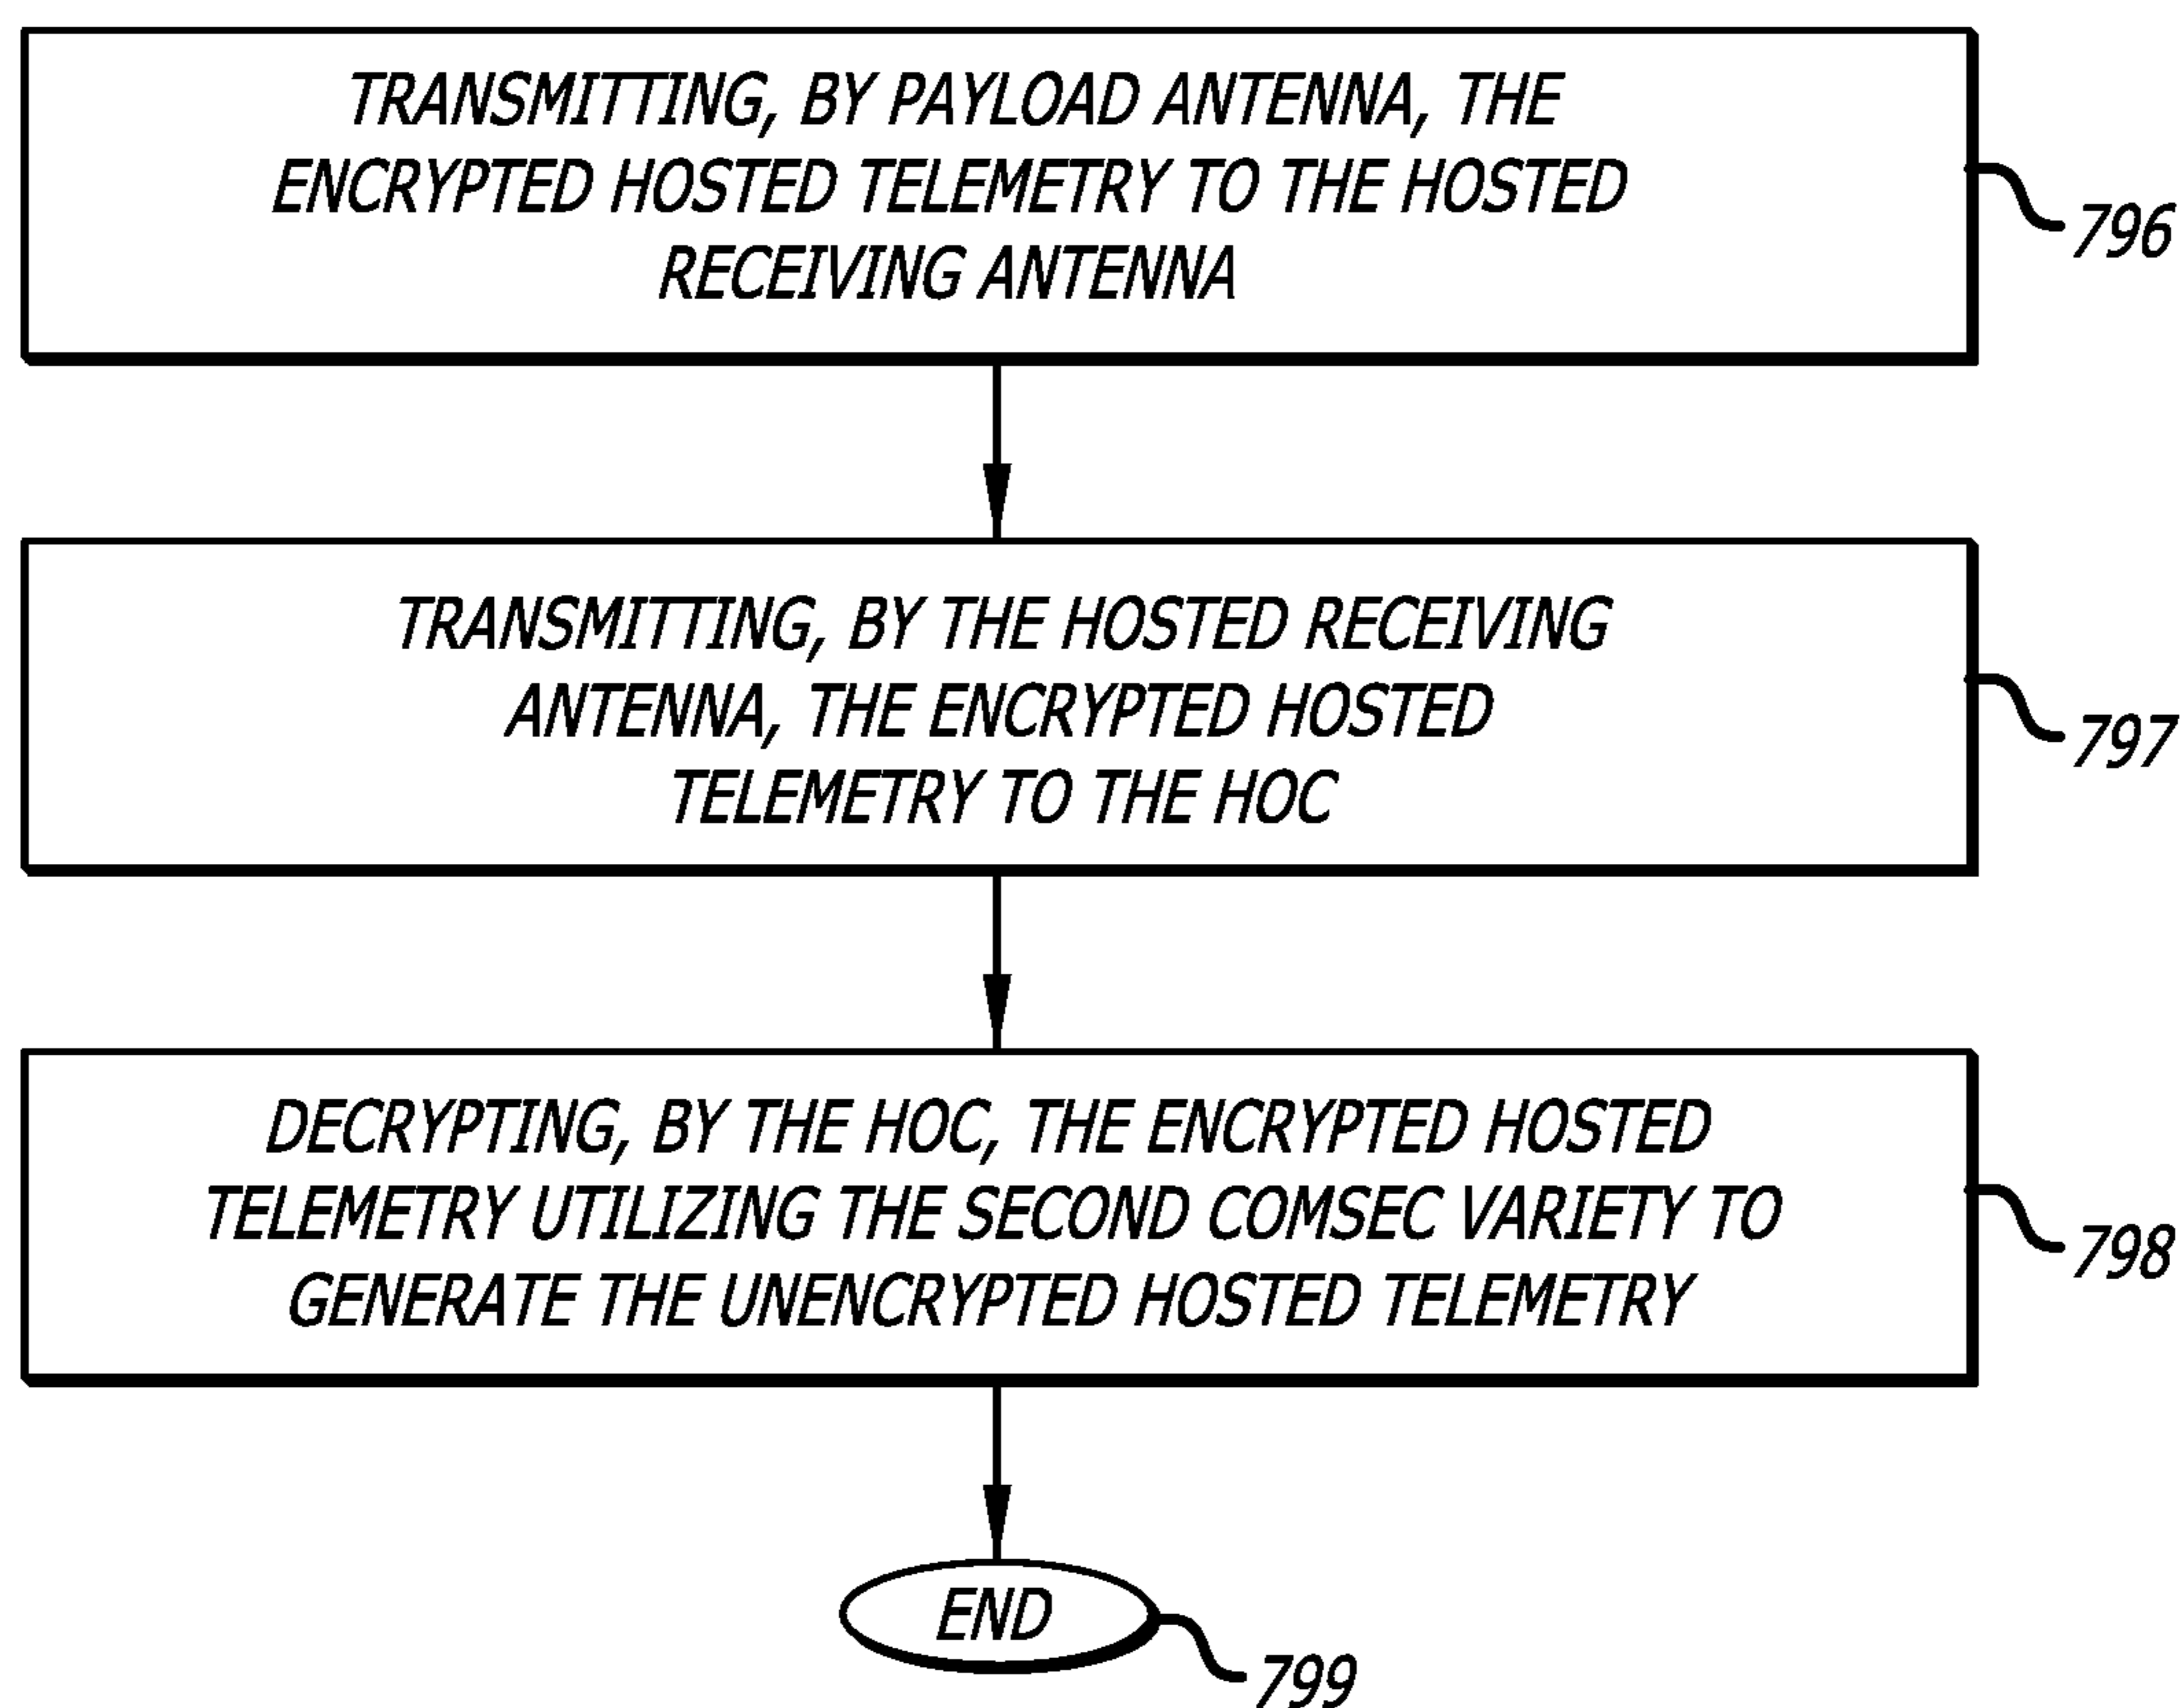 TRANSMITTING, BY PAYLOAD ANTENNA, THE
ENCRYPTED HOSTED TELEMETRY TO THE HOSTED
RECEIVING ANTENNA
796
TRANSMITTING, BY THE HOSTED RECEIVING
ANTENNA, THE ENCRYPTED HOSTED
TELEMETRY TO THE HOC
797
DECRYPTING, BY THE HOC, THE ENCRYPTED HOSTED
TELEMETRY UTILIZING THE SECOND COMSEC VARIETY TO
GENERATE THE UNENCRYPTED HOSTED TELEMETRY
798
END
799